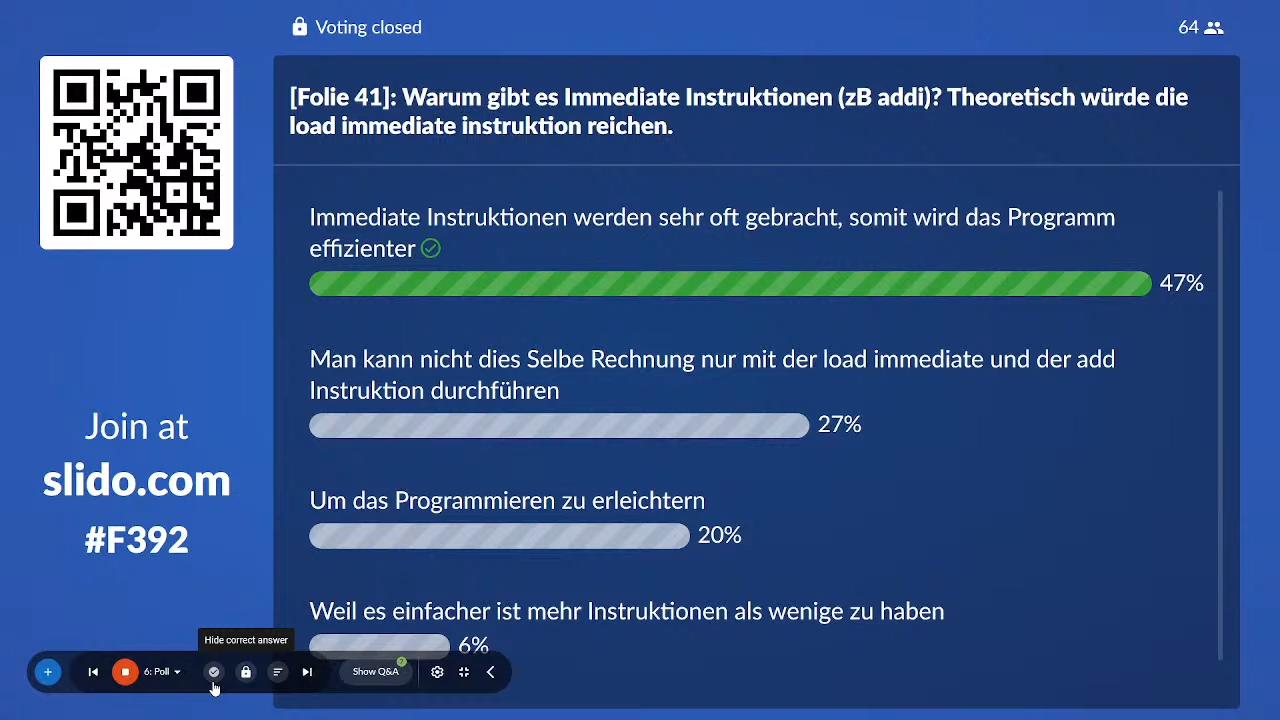 Voting closed
64
[Folie 41]: Warum gibt es Immediate Instruktionen (zB addi)? Theoretisch würde die
load immediate instruktion reichen.
Immediate Instruktionen werden sehr oft gebracht, somit wird das Programm
effizienter
47%
Man kann nicht dies Selbe Rechnung nur mit der load immediate und der add
Instruktion durchführen
27%
Um das Programmieren zu erleichtern
20%
Weil es einfacher ist mehr Instruktionen als wenige zu haben
6%
Join at
slido.com
#F392
Hide correct answer
6: Poll
Show Q&A
7